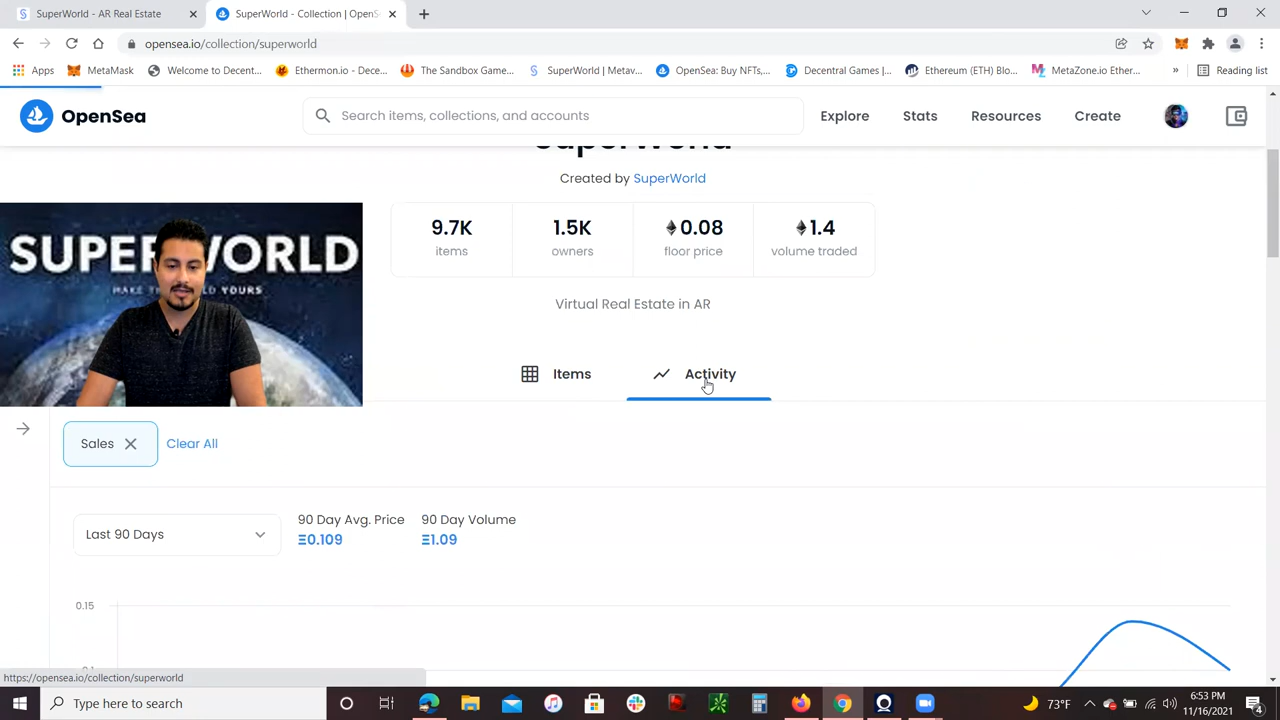 SuperWorld - AR Real Estate
SuperWorld - Collection | OpenS
opensea.io/collection/superworld
Apps
MetaMask
Welcome to Decent...
Ethermon.io - Dece...
The Sandbox Game...
SuperWorld | Metav...
OpenSea: Buy NFTs,...
Decentral Games |...
Ethereum (ETH) Blo...
MetaZone.io Ether...
»
Reading list
OpenSea
Search items, collections, and accounts
Explore
Stats
Resources
Create
SuperWorld
Created by SuperWorld
9.7K
items
1.5K
owners
0.08
floor price
1.4
volume traded
SUPERWORLD
Virtual Real Estate in AR
Items
Activity
Sales
Clear All
Last 90 Days
90 Day Avg. Price
Ξ0.109
90 Day Volume
Ξ1.09
0.15
0.1
https://opensea.io/collection/superworld
Type here to search
73°F
6:53 PM
11/16/2021
4